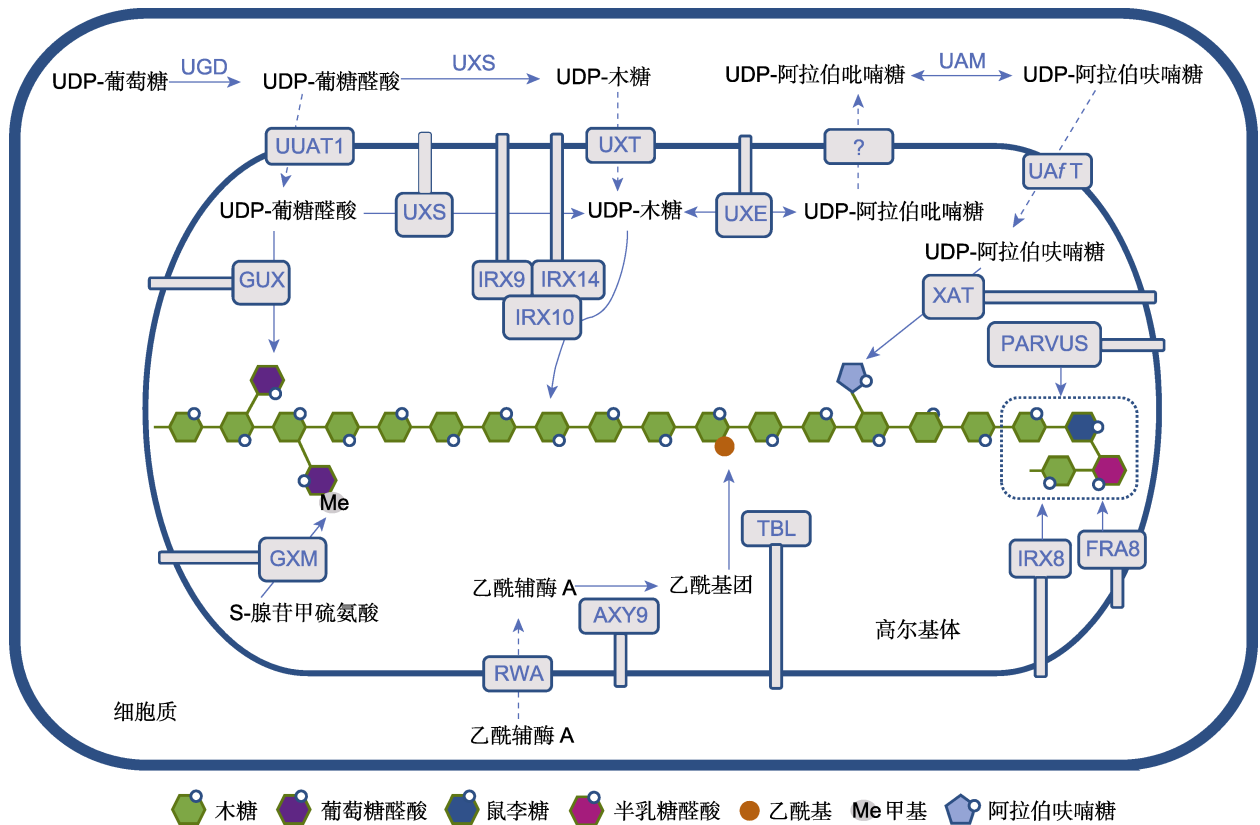 UDP-葡萄糖 UGD UDP-葡糖醛酸 UXS UDP-木糖 UDP-阿拉伯吡喃糖 UAM UDP-阿拉伯呋喃糖
UUAT1 UXT ? UAfT
UDP-葡糖醛酸 UXS UDP-木糖 UXE UDP-阿拉伯吡喃糖
UDP-阿拉伯呋喃糖
GUX IRX9 IRX14 XAT
IRX10
PARVUS
Me
GXM TBL IRX8 FRA8
乙酰辅酶 A 乙酰基团
S-腺苷甲硫氨酸 AXY9 高尔基体
RWA
细胞质
乙酰辅酶 A
木糖 葡萄糖醛酸 鼠李糖 半乳糖醛酸 乙酰基 Me 甲基 阿拉伯呋喃糖